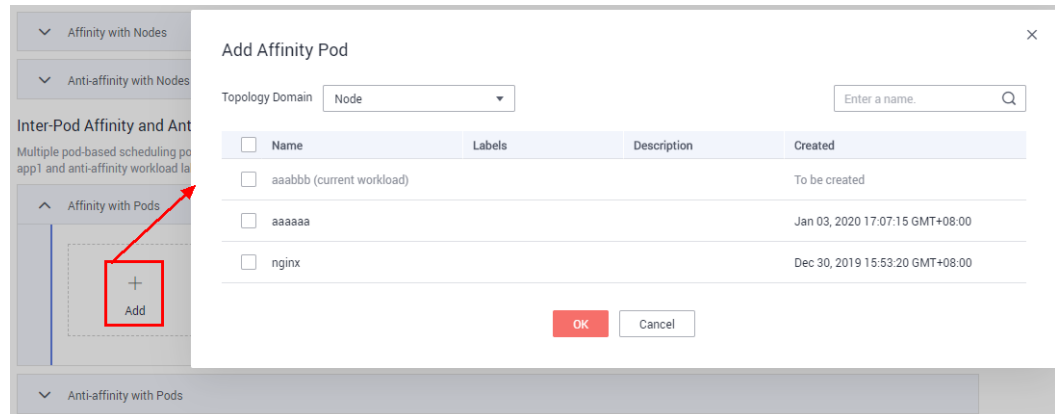 Affinity with Nodes
Anti-affinity with Nodes
Inter-Pod Affinity and Ant
Multiple pod-based scheduling po
app1 and anti-affinity workload la
Affinity with Pods
Add
Anti-affinity with Pods
Add Affinity Pod
Topology Domain Node Enter a name.
Name Labels Description Created
aaabbb (current workload) To be created
aaaaaa Jan 03, 2020 17:07:15 GMT+08:00
nginx Dec 30, 2019 15:53:20 GMT+08:00
OK Cancel